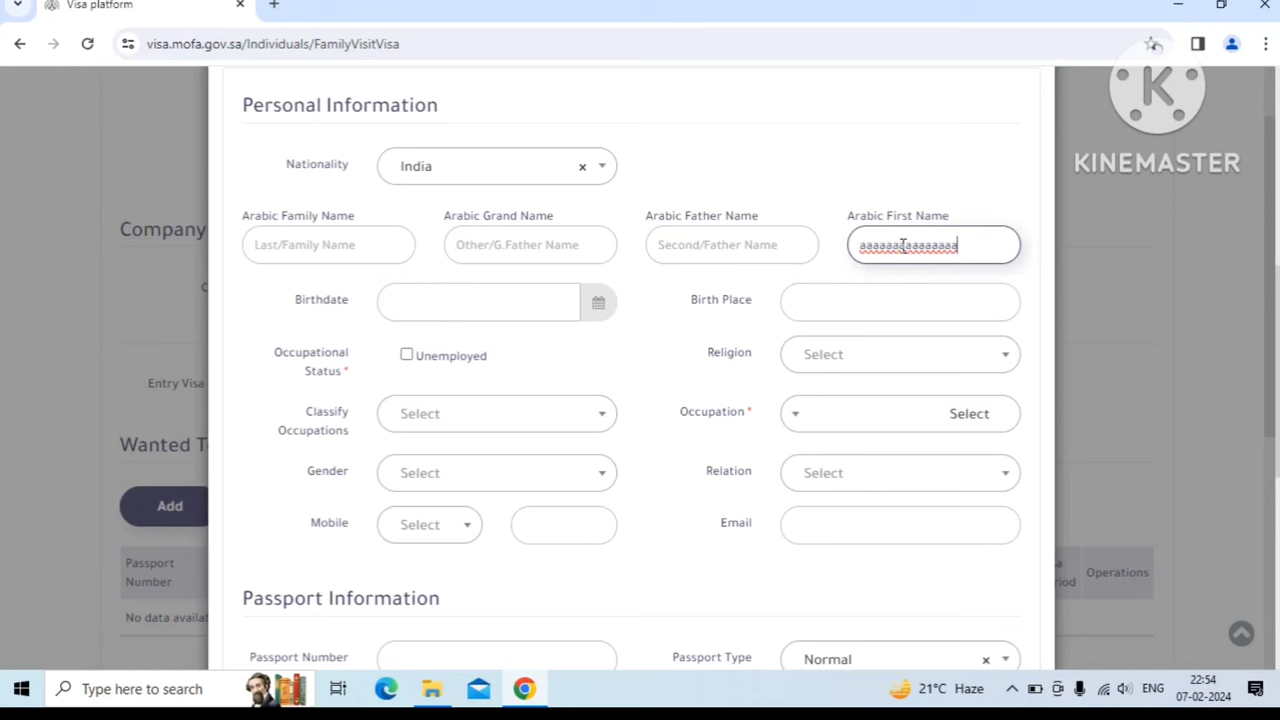 Visa platform
visa.mofa.gov.sa/Individuals/FamilyVisitVisa
KINEMASTER
Personal Information
Nationality
India
Arabic Family Name
Arabic Grand Name
Arabic Father Name
Arabic First Name
Last/Family Name
Other/G.Father Name
Second/Father Name
Company
Birthdate
Birth Place
Occupational
Status *
Unemployed
Religion
Select
Entry Visa
Classify
Occupations
Select
Occupation *
Select
Wanted T
Gender
Select
Relation
Select
Add
Mobile
Select
Email
Passport
Number
Operations
Passport Information
No data availa
Passport Number
Passport Type
Normal
Type here to search
21°C Haze
ENG
22:54
07-02-2024